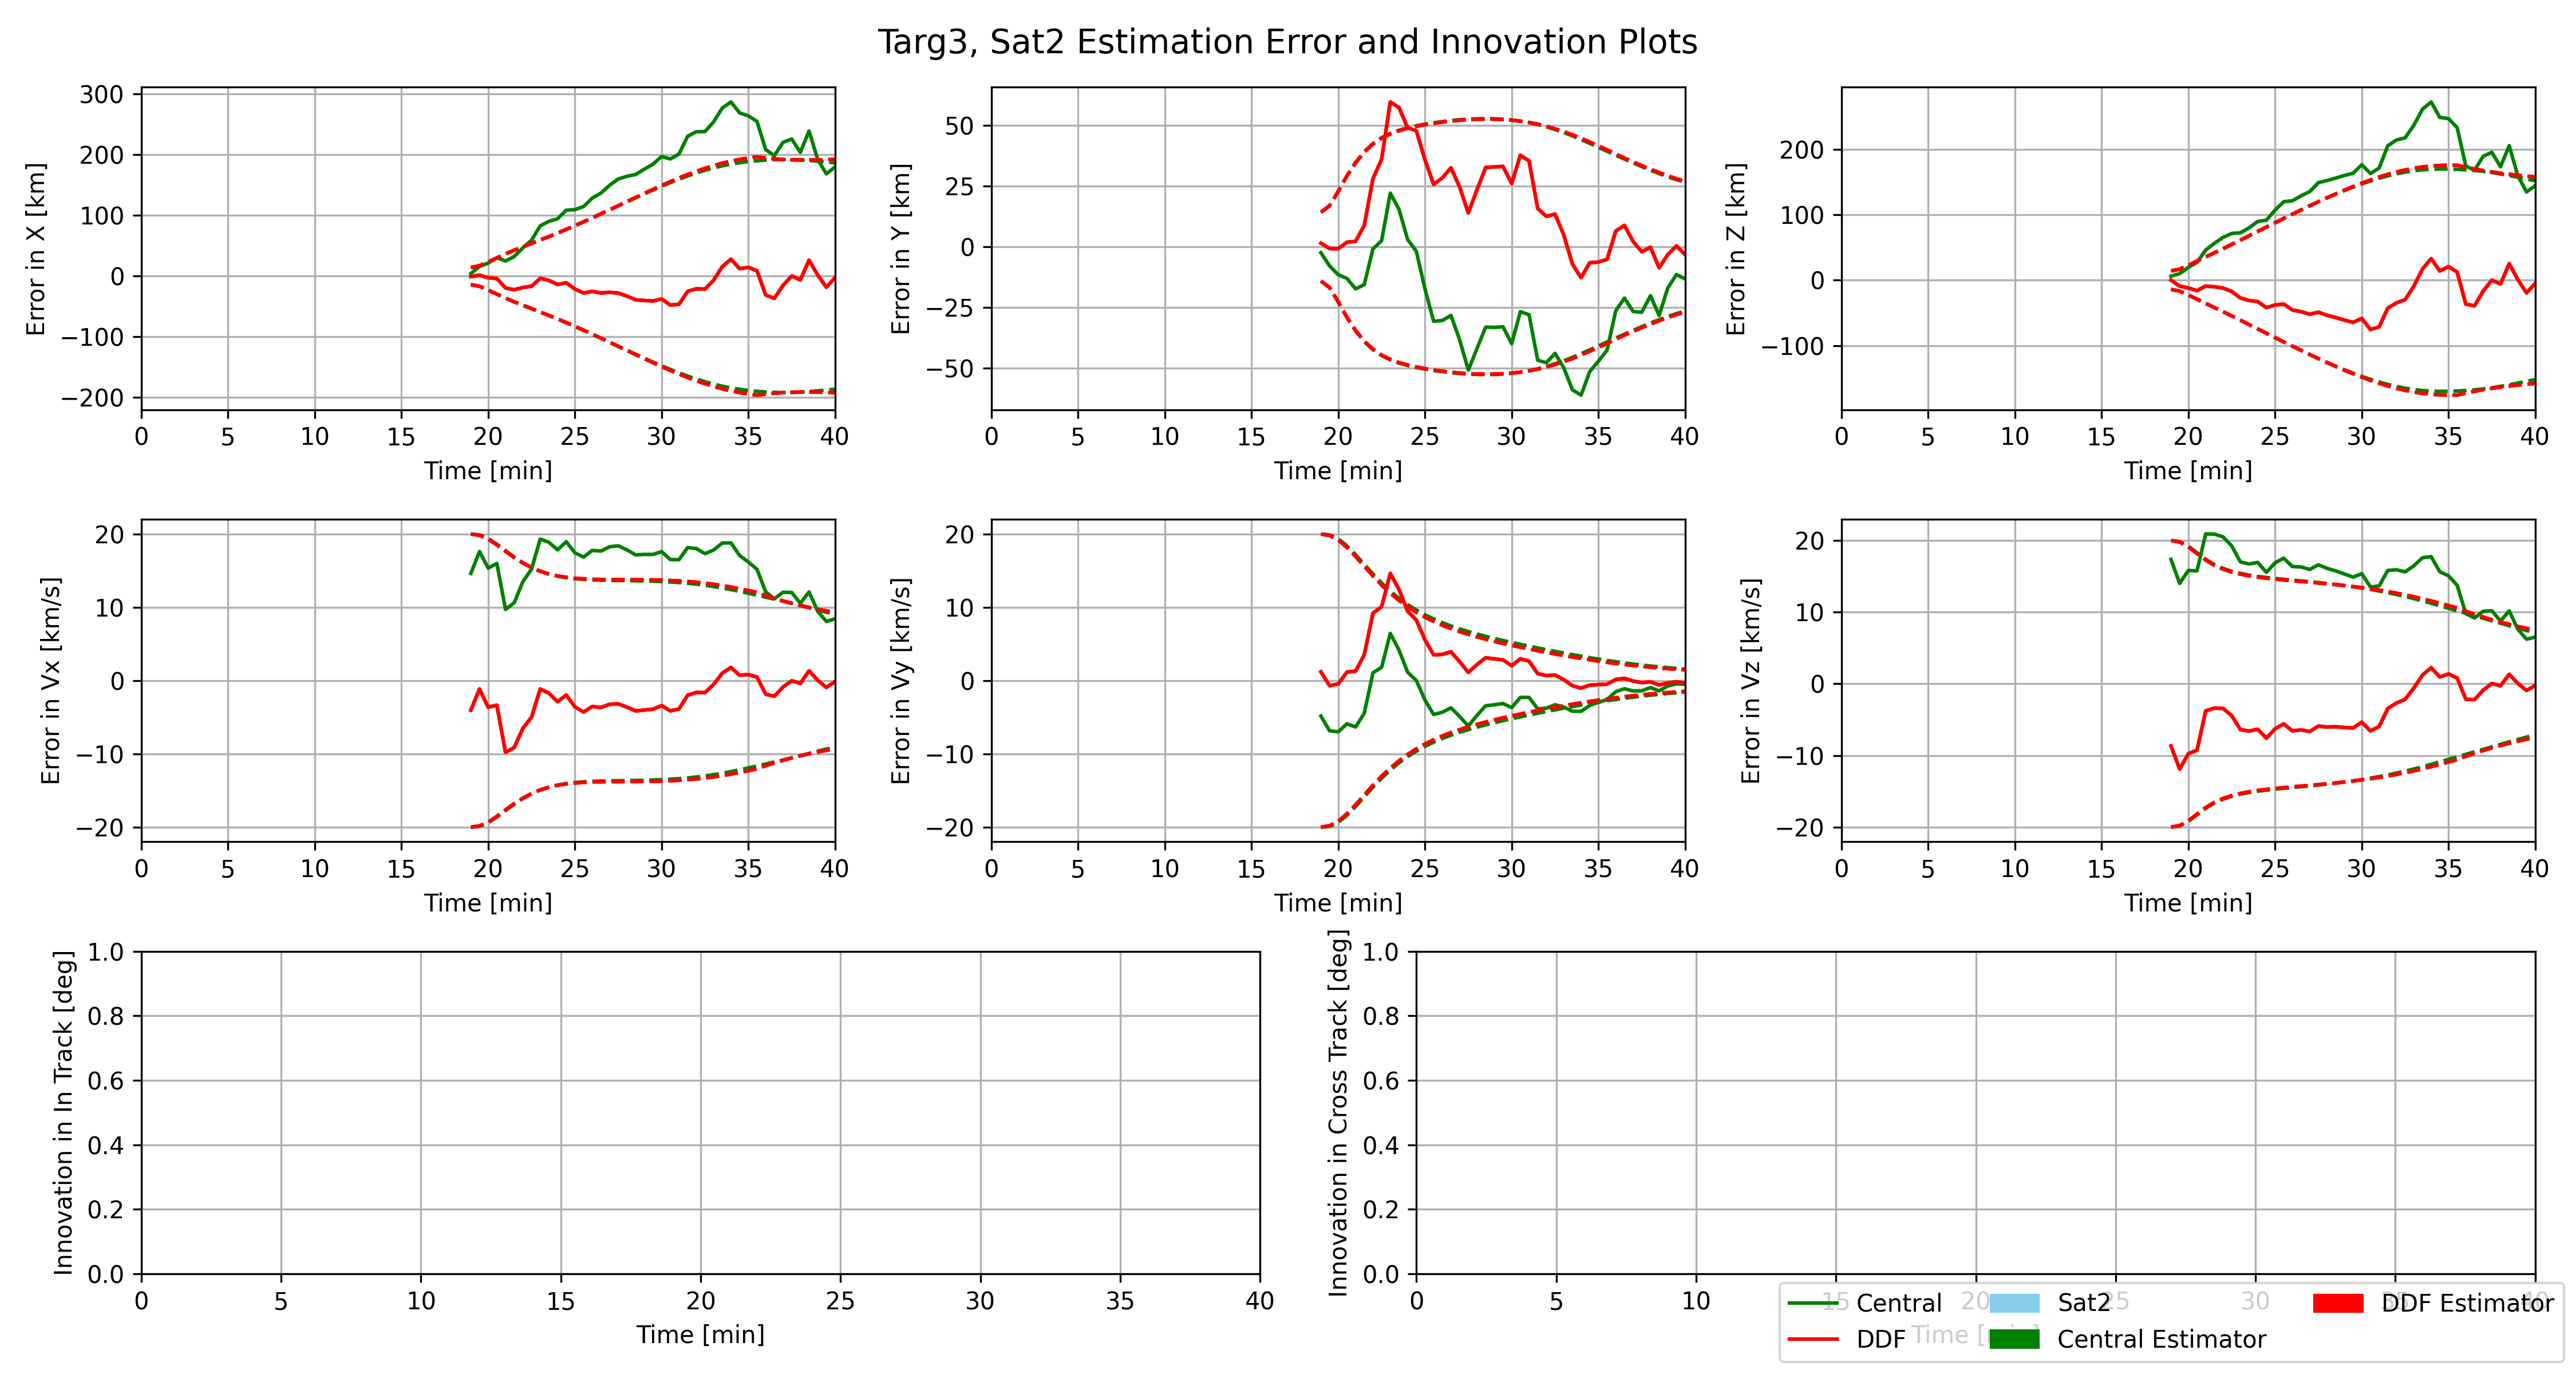 Targ3, Sat2 Estimation Error and Innovation Plots
Error in X [km]
300
200
100
0
−100
−200
0 5 10 15 20 25 30 35 40
Time [min]
Error in Y [km]
50
25
0
−25
−50
0 5 10 15 20 25 30 35 40
Time [min]
Error in Z [km]
200
100
0
−100
0 5 10 15 20 25 30 35 40
Time [min]
Error in Vx [km/s]
20
10
0
−10
−20
0 5 10 15 20 25 30 35 40
Time [min]
Error in Vy [km/s]
20
10
0
−10
−20
0 5 10 15 20 25 30 35 40
Time [min]
Error in Vz [km/s]
20
10
0
−10
−20
0 5 10 15 20 25 30 35 40
Time [min]
Innovation in In Track [deg]
1.0
0.8
0.6
0.4
0.2
0.0
0 5 10 15 20 25 30 35 40
Time [min]
Innovation in Cross Track [deg]
1.0
0.8
0.6
0.4
0.2
0.0
0 5 10 15 20 25 30 35 40
Time [min]
Central
DDF
Sat2
Central Estimator
DDF Estimator